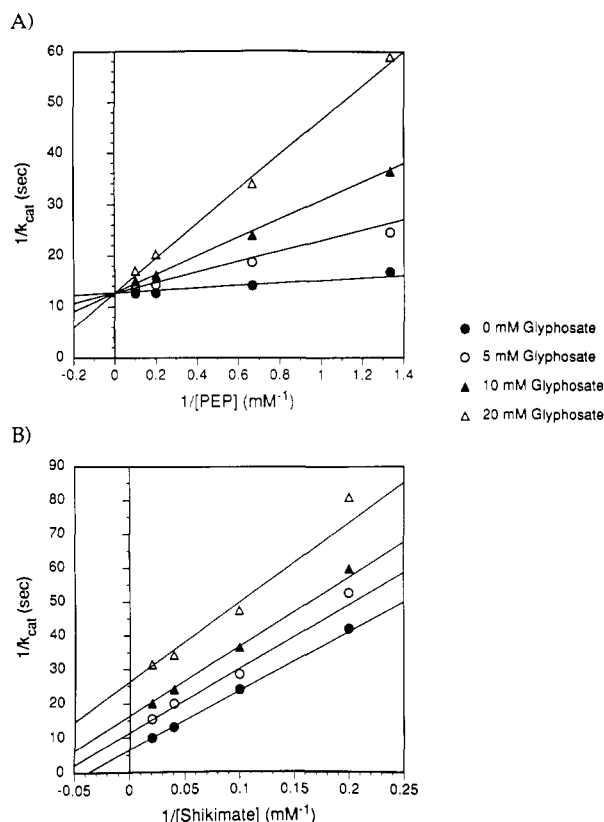 A)
60
50
40
30
20
10
0
1/kcat (sec)
-0.2 0 0.2 0.4 0.6 0.8 1 1.2 1.4
1/[PEP] (mM-1)
0 mM Glyphosate
5 mM Glyphosate
10 mM Glyphosate
20 mM Glyphosate
B)
90
80
70
60
50
40
30
20
10
0
1/kcat (sec)
-0.05 0 0.05 0.1 0.15 0.2 0.25
1/[Shikimate] (mM-1)